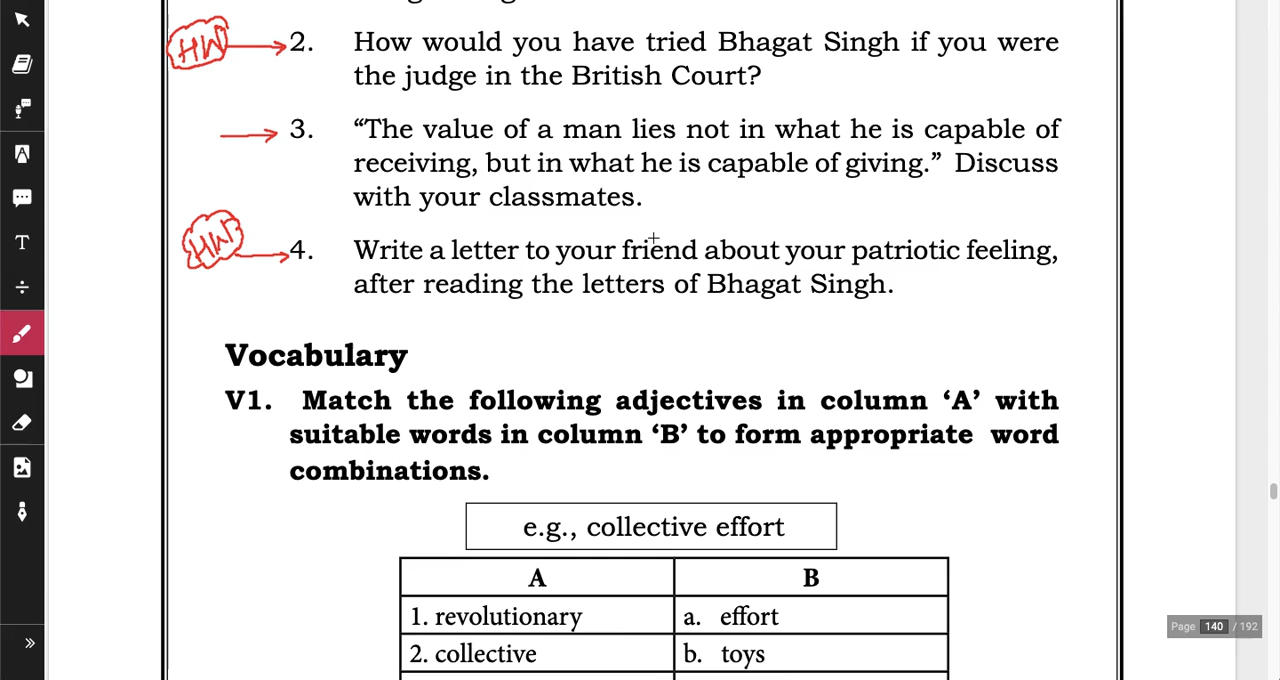 HW 2. How would you have tried Bhagat Singh if you were
the judge in the British Court?
3. “The value of a man lies not in what he is capable of
receiving, but in what he is capable of giving.” Discuss
with your classmates.
HW 4. Write a letter to your friend about your patriotic feeling,
after reading the letters of Bhagat Singh.
Vocabulary
V1. Match the following adjectives in column ‘A’ with
suitable words in column ‘B’ to form appropriate word
combinations.
e.g., collective effort
A B
1. revolutionary a. effort
2. collective b. toys
Page 140 / 192